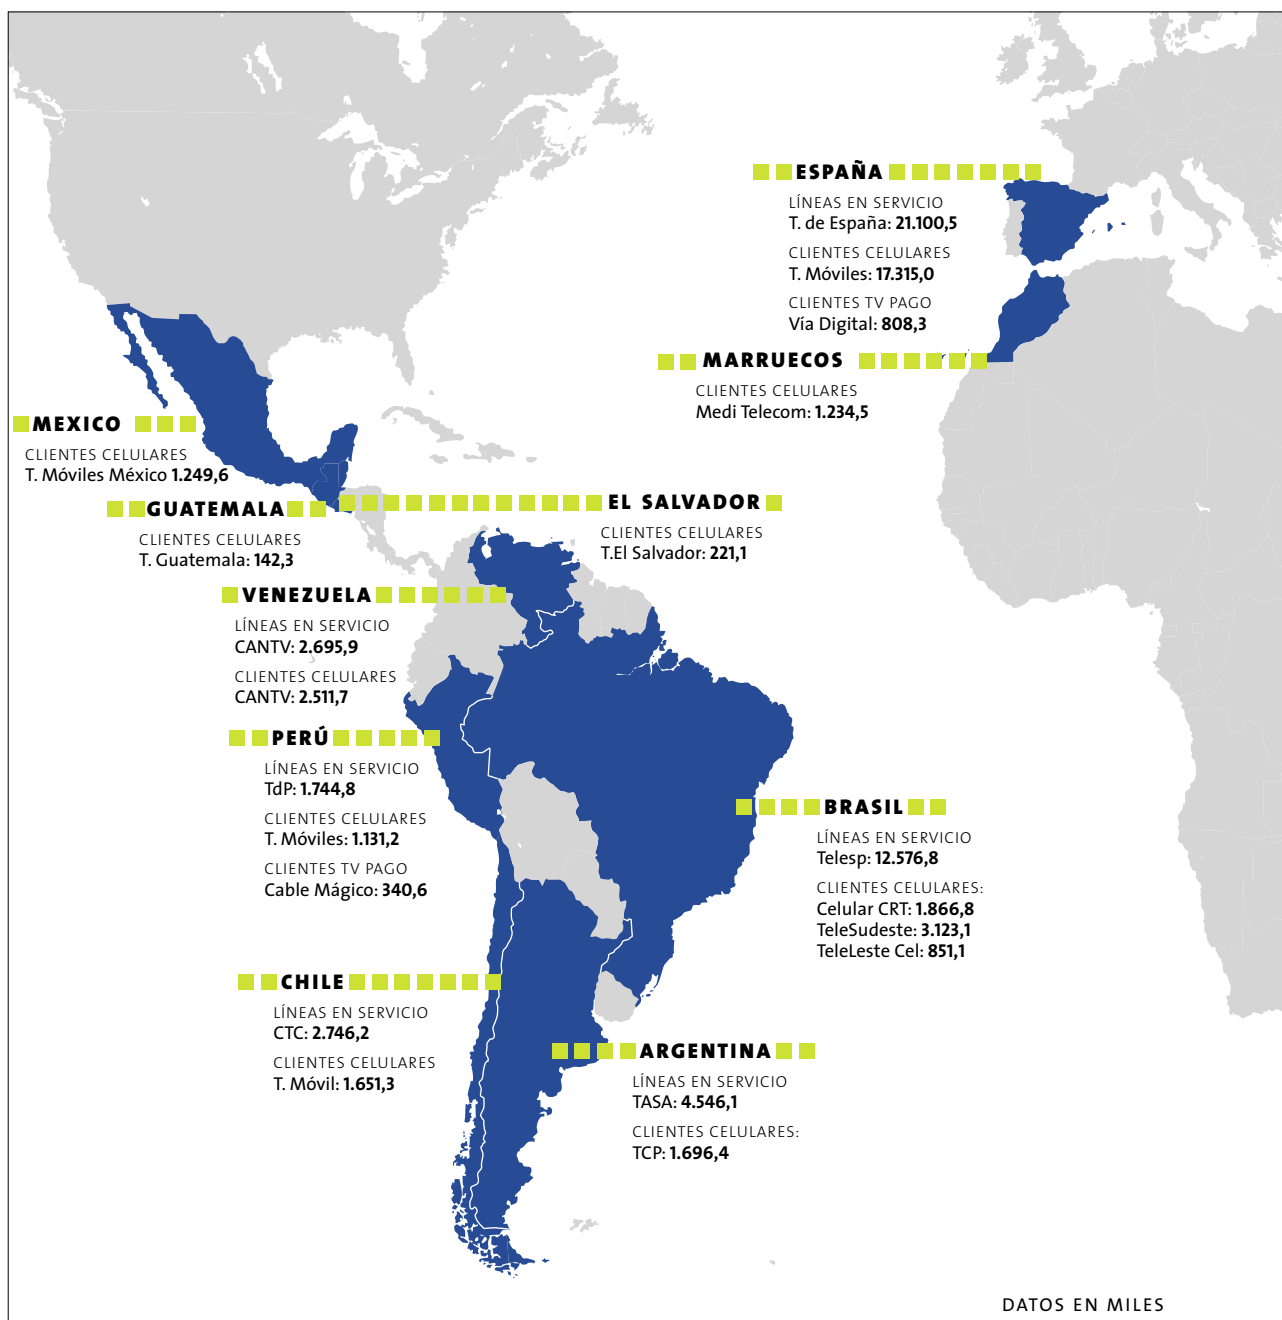 ESPAÑA
LÍNEAS EN SERVICIO
T. de España: 21.100,5
CLIENTES CELULARES
T. Móviles: 17.315,0
CLIENTES TV PAGO
Vía Digital: 808,3
MARRUECOS
CLIENTES CELULARES
Medi Telecom: 1.234,5
MEXICO
CLIENTES CELULARES
T. Móviles México 1.249,6
GUATEMALA
CLIENTES CELULARES
T. Guatemala: 142,3
EL SALVADOR
CLIENTES CELULARES
T.El Salvador: 221,1
VENEZUELA
LÍNEAS EN SERVICIO
CANTV: 2.695,9
CLIENTES CELULARES
CANTV: 2.511,7
PERÚ
LÍNEAS EN SERVICIO
TdP: 1.744,8
CLIENTES CELULARES
T. Móviles: 1.131,2
CLIENTES TV PAGO
Cable Mágico: 340,6
BRASIL
LÍNEAS EN SERVICIO
Telesp: 12.576,8
CLIENTES CELULARES:
Celular CRT: 1.866,8
TeleSudeste: 3.123,1
TeleLeste Cel: 851,1
CHILE
LÍNEAS EN SERVICIO
CTC: 2.746,2
CLIENTES CELULARES
T. Móvil: 1.651,3
ARGENTINA
LÍNEAS EN SERVICIO
TASA: 4.546,1
CLIENTES CELULARES:
TCP: 1.696,4
DATOS EN MILES